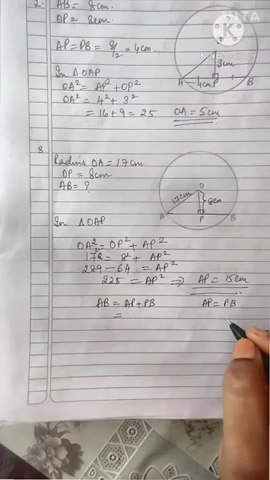 2. AB = 8cm.
OP = 3cm.
AP = PB = 8/2 = 4cm.
In △ OAP
OA² = AP² + OP²
OA² = 4² + 3²
= 16 + 9 = 25 OA = 5cm
3cm
A 4cm P B
3.
Radius OA = 17cm
OP = 8cm
AB = ?
O
17cm 8cm
A P B
In △ OAP
OA² = OP² + AP²
17² = 8² + AP²
289 - 64 = AP²
225 = AP² ⇒ AP = 15cm
AB = AP + PB AP = PB
=